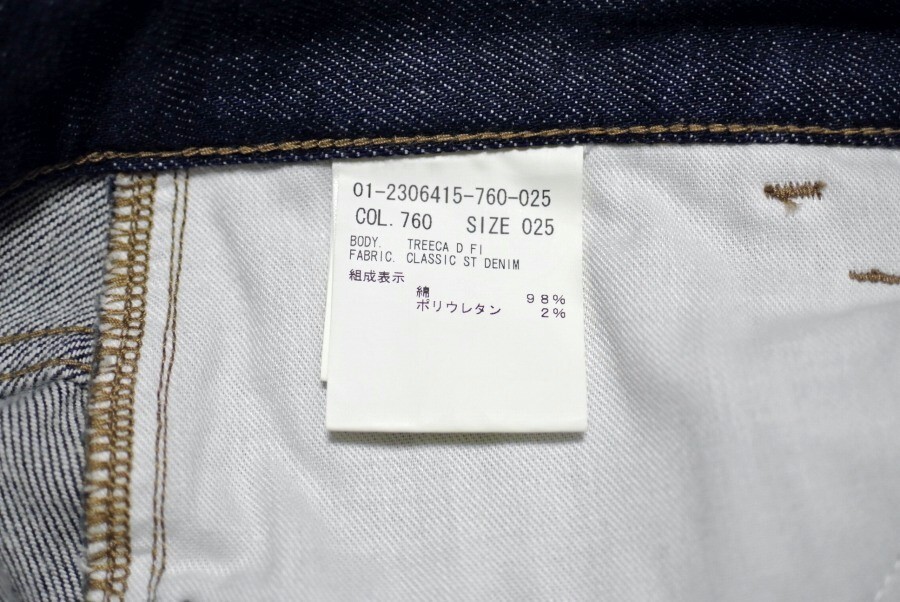 01-2306415-760-025
COL. 760 SIZE 025
BODY. TREECA D FI
FABRIC. CLASSIC ST DENIM
組成表示
綿 98%
ポリウレタン 2%